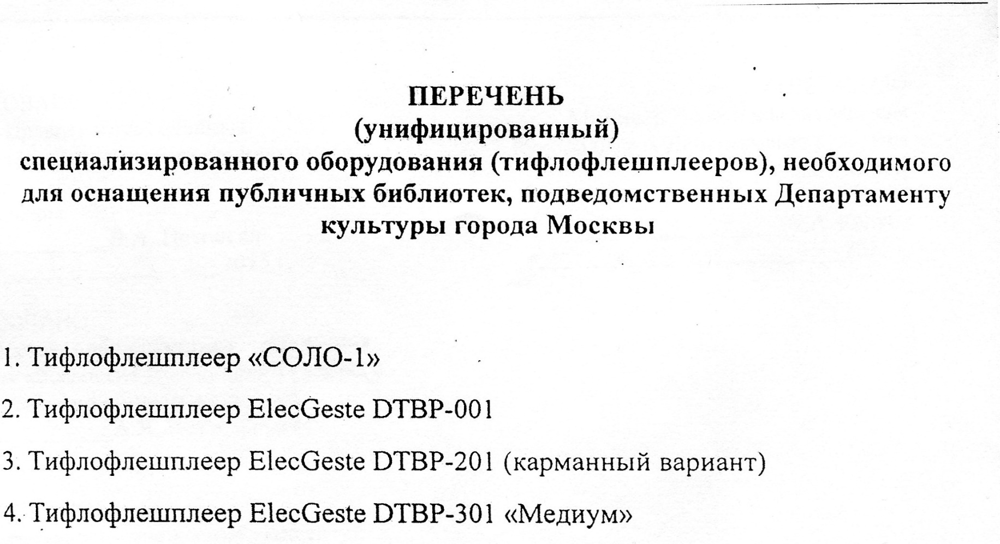 ПЕРЕЧЕНЬ
(унифицированный)
специализированного оборудования (тифлофлешплееров), необходимого
для оснащения публичных библиотек, подведомственных Департаменту
культуры города Москвы
1. Тифлофлешплеер «СОЛО-1»
2. Тифлофлешплеер ElecGeste DTBP-001
3. Тифлофлешплеер ElecGeste DTBP-201 (карманный вариант)
4. Тифлофлешплеер ElecGeste DTBP-301 «Медиум»